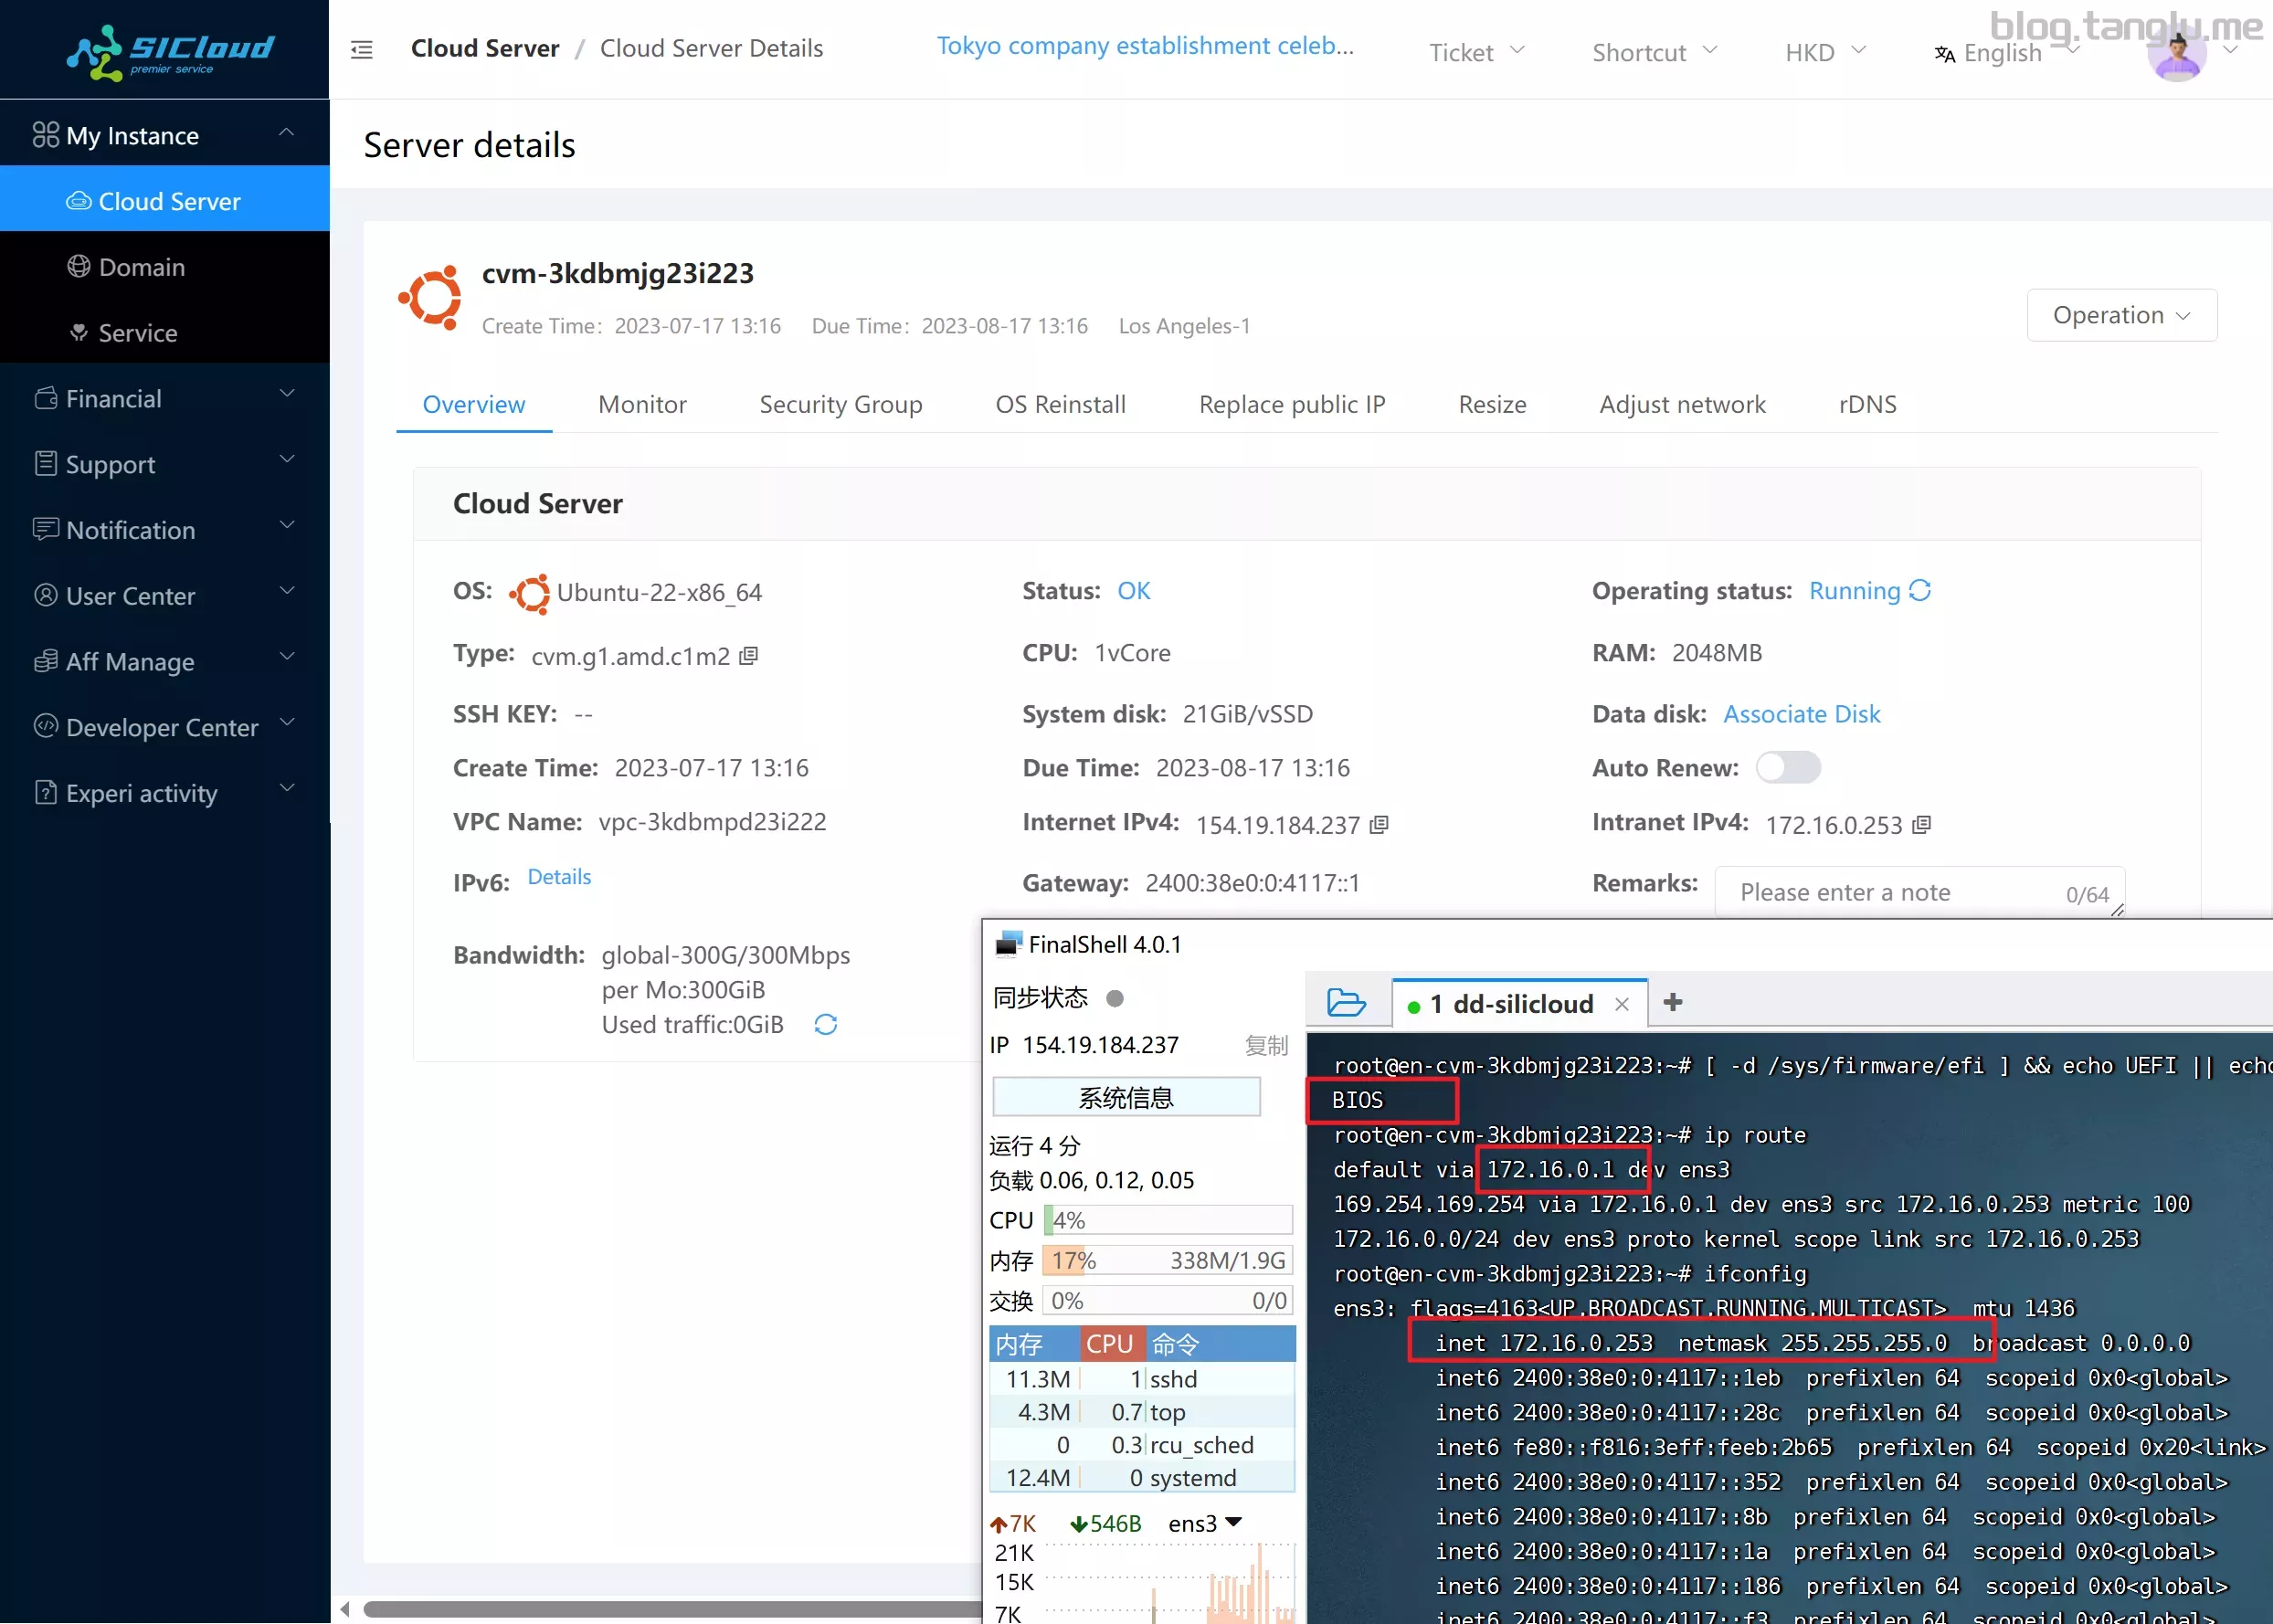 SICloud
premier service
Cloud Server / Cloud Server Details
Tokyo company establishment celeb...
Ticket
Shortcut
HKD
English
blog.tanglu.me
My Instance
Cloud Server
Domain
Service
Financial
Support
Notification
User Center
Aff Manage
Developer Center
Experi activity
Server details
cvm-3kdbmjg23i223
Create Time: 2023-07-17 13:16 Due Time: 2023-08-17 13:16 Los Angeles-1
Operation
Overview Monitor Security Group OS Reinstall Replace public IP Resize Adjust network rDNS
Cloud Server
OS: Ubuntu-22-x86_64 Status: OK Operating status: Running
Type: cvm.g1.amd.c1m2 CPU: 1vCore RAM: 2048MB
SSH KEY: -- System disk: 21GiB/vSSD Data disk: Associate Disk
Create Time: 2023-07-17 13:16 Due Time: 2023-08-17 13:16 Auto Renew:
VPC Name: vpc-3kdbmpd23i222 Internet IPv4: 154.19.184.237 Intranet IPv4: 172.16.0.253
IPv6: Details Gateway: 2400:38e0:0:4117::1 Remarks: Please enter a note 0/64
Bandwidth: global-300G/300Mbps
per Mo:300GiB
Used traffic:0GiB
FinalShell 4.0.1
同步状态
IP 154.19.184.237 复制
系统信息
运行 4 分
负载 0.06, 0.12, 0.05
CPU 4%
内存 17% 338M/1.9G
交换 0% 0/0
内存 CPU 命令
11.3M 1 sshd
4.3M 0.7 top
0 0.3 rcu_sched
12.4M 0 systemd
7K 546B ens3
21K
15K
7K
1 dd-silicloud
root@en-cvm-3kdbmjg23i223:~# [ -d /sys/firmware/efi ] && echo UEFI || echo
BIOS
root@en-cvm-3kdbmjg23i223:~# ip route
default via 172.16.0.1 dev ens3
169.254.169.254 via 172.16.0.1 dev ens3 src 172.16.0.253 metric 100
172.16.0.0/24 dev ens3 proto kernel scope link src 172.16.0.253
root@en-cvm-3kdbmjg23i223:~# ifconfig
ens3: flags=4163<UP,BROADCAST,RUNNING,MULTICAST> mtu 1436
inet 172.16.0.253 netmask 255.255.255.0 broadcast 0.0.0.0
inet6 2400:38e0:0:4117::1eb prefixlen 64 scopeid 0x0<global>
inet6 2400:38e0:0:4117::28c prefixlen 64 scopeid 0x0<global>
inet6 fe80::f816:3eff:feeb:2b65 prefixlen 64 scopeid 0x20<link>
inet6 2400:38e0:0:4117::352 prefixlen 64 scopeid 0x0<global>
inet6 2400:38e0:0:4117::8b prefixlen 64 scopeid 0x0<global>
inet6 2400:38e0:0:4117::1a prefixlen 64 scopeid 0x0<global>
inet6 2400:38e0:0:4117::186 prefixlen 64 scopeid 0x0<global>
inet6 2400:38e0:0:4117::f3 prefixlen 64 scopeid 0x0<global>